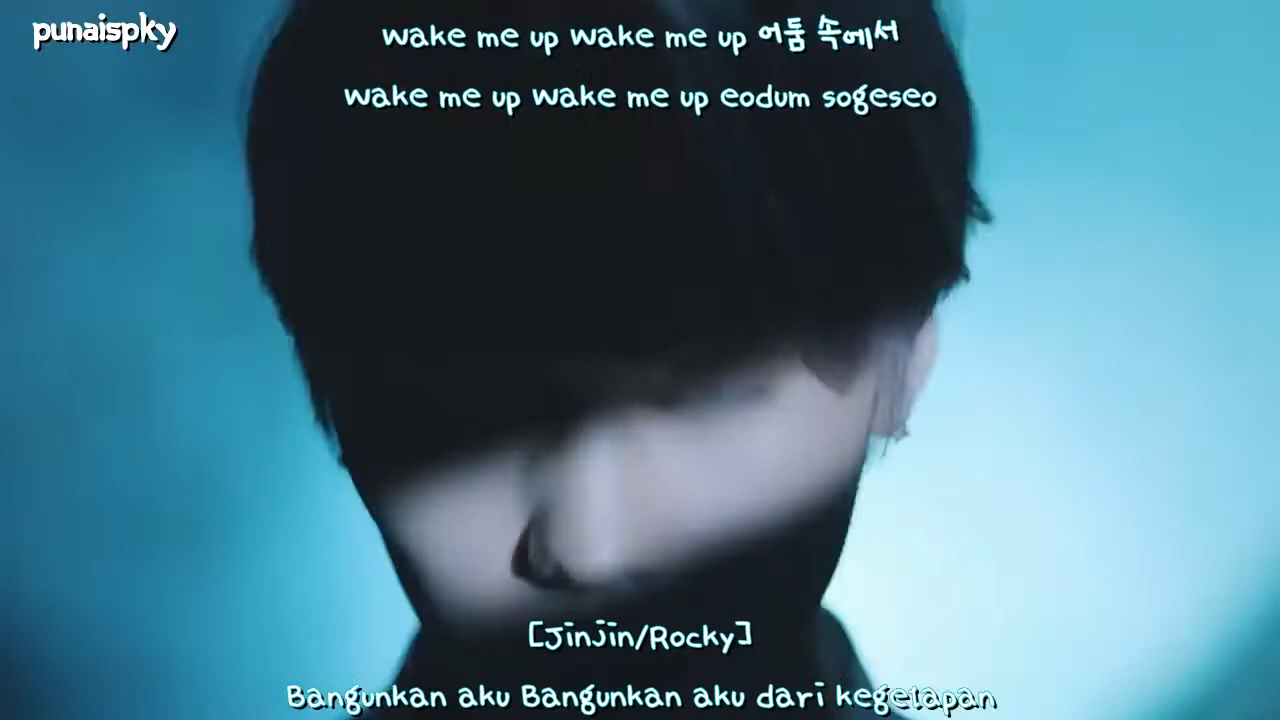 punaispky
wake me up wake me up 어둠 속에서
wake me up wake me up eodum sogeseo
[Jinjin/Rocky]
Bangunkan aku Bangunkan aku dari kegelapan